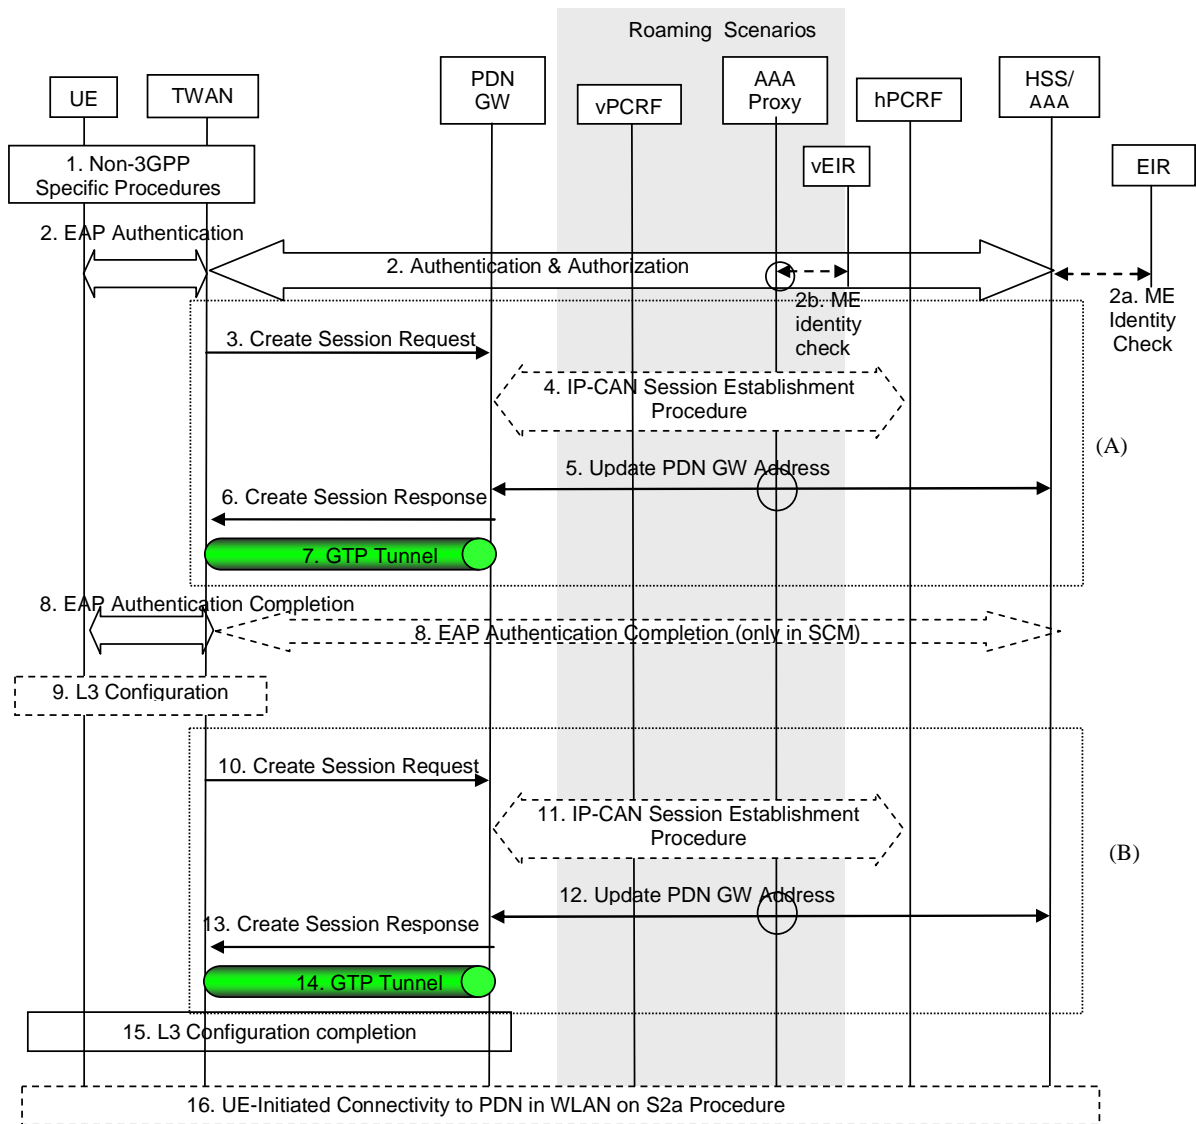 Roaming Scenarios
UE
TWAN
PDN
GW
vPCRF
AAA
Proxy
hPCRF
HSS/
AAA
vEIR
EIR
1. Non-3GPP
Specific Procedures
2. EAP Authentication
2. Authentication & Authorization
2b. ME
identity
check
2a. ME
Identity
Check
3. Create Session Request
4. IP-CAN Session Establishment
Procedure
(A)
5. Update PDN GW Address
6. Create Session Response
7. GTP Tunnel
8. EAP Authentication Completion
8. EAP Authentication Completion (only in SCM)
9. L3 Configuration
10. Create Session Request
11. IP-CAN Session Establishment
Procedure
(B)
12. Update PDN GW Address
13. Create Session Response
14. GTP Tunnel
15. L3 Configuration completion
16. UE-Initiated Connectivity to PDN in WLAN on S2a Procedure